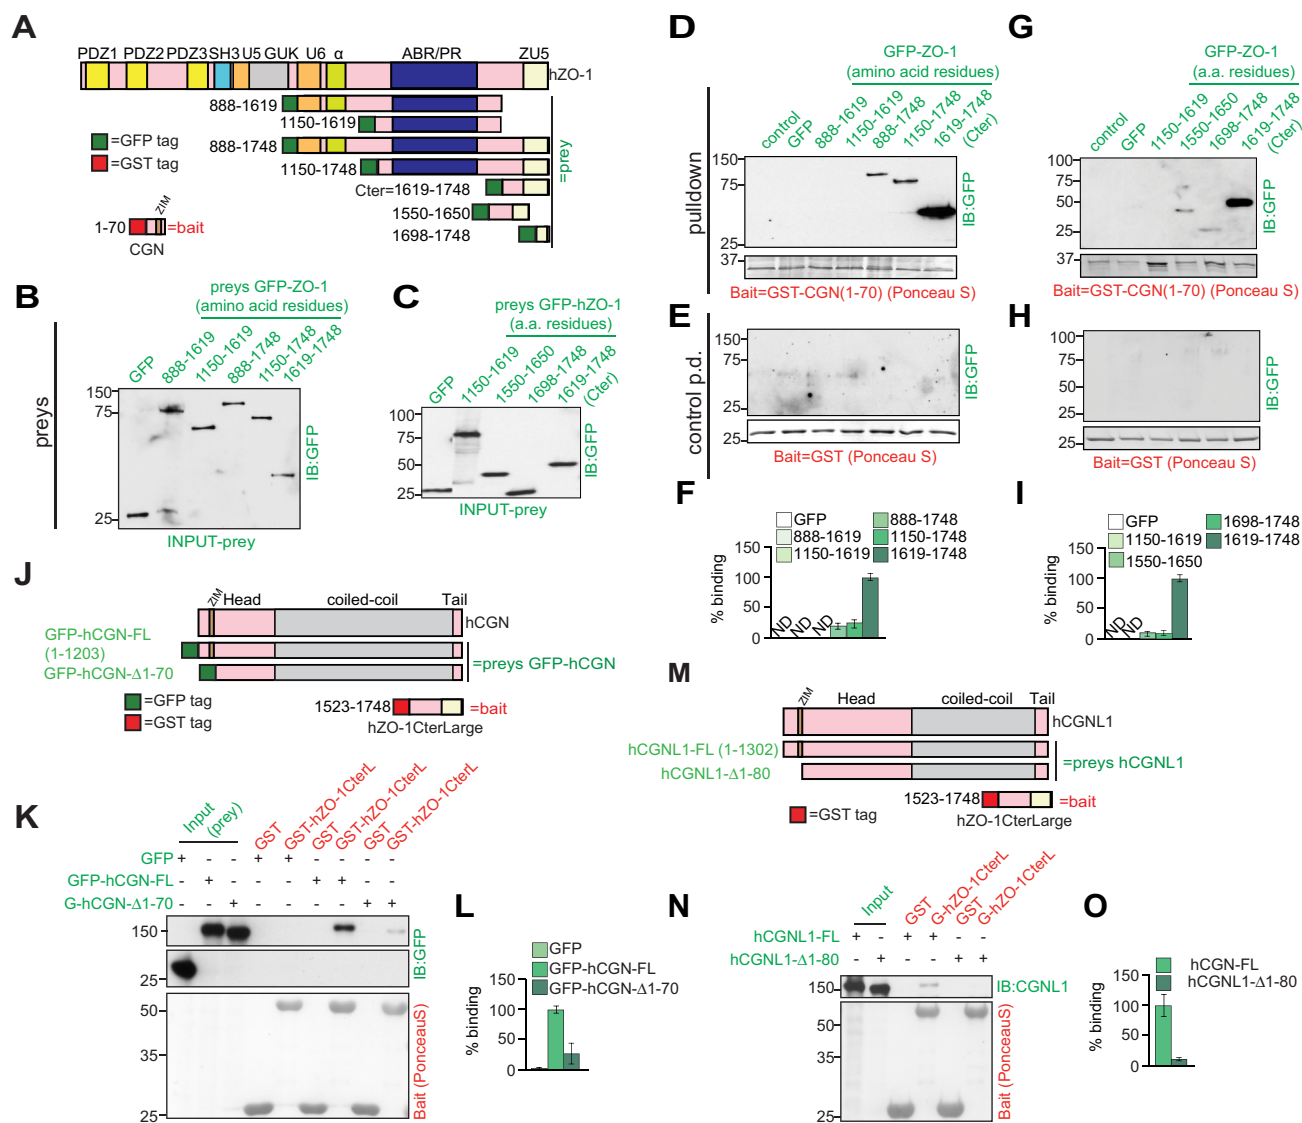 A
PDZ1 PDZ2 PDZ3 SH3 U5 GUK U6 α ABR/PR ZU5
hZO-1
888-1619
1150-1619
888-1748
1150-1748
Cter=1619-1748
1550-1650
1698-1748
=prey
=GFP tag
=GST tag
ZIM
1-70
=bait
CGN
B
preys GFP-ZO-1
(amino acid residues)
GFP
888-1619
1150-1619
888-1748
1150-1748
1619-1748
150
75
25
preys
IB:GFP
INPUT-prey
C
preys GFP-hZO-1
(a.a. residues)
GFP
1150-1619
1550-1650
1698-1748
1619-1748
(Cter)
100
75
50
25
IB:GFP
INPUT-prey
D
GFP-ZO-1
(amino acid residues)
control
GFP
888-1619
1150-1619
888-1748
1150-1748
1619-1748
(Cter)
150
75
25
37
pulldown
IB:GFP
Bait=GST-CGN(1-70) (Ponceau S)
E
150
75
25
25
control p.d.
IB:GFP
Bait=GST (Ponceau S)
F
GFP
888-1619
1150-1619
888-1748
1150-1748
1619-1748
% binding
150
100
50
0
ND
ND
ND
G
GFP-ZO-1
(a.a. residues)
control
GFP
1150-1619
1550-1650
1698-1748
1619-1748
(Cter)
150
100
75
50
25
37
IB:GFP
Bait=GST-CGN(1-70) (Ponceau S)
H
100
75
50
25
25
IB:GFP
Bait=GST (Ponceau S)
I
GFP
1150-1619
1550-1650
1698-1748
1619-1748
% binding
150
100
50
0
ND
ND
J
ZIM
Head coiled-coil Tail
hCGN
GFP-hCGN-FL
(1-1203)
GFP-hCGN-Δ1-70
=preys GFP-hCGN
=GFP tag
=GST tag
1523-1748
=bait
hZO-1CterLarge
K
Input
(prey)
GST
GST-hZO-1CterL
GST
GST-hZO-1CterL
GST
GST-hZO-1CterL
GFP + - - + + - - - -
GFP-hCGN-FL - + - - - + + - -
G-hCGN-Δ1-70 - - + - - - - + +
150
25
50
35
25
IB:GFP
Bait (PonceauS)
L
GFP
GFP-hCGN-FL
GFP-hCGN-Δ1-70
% binding
150
100
50
0
M
ZIM
Head coiled-coil Tail
hCGNL1
hCGNL1-FL (1-1302)
hCGNL1-Δ1-80
=preys hCGNL1
=GST tag
1523-1748
=bait
hZO-1CterLarge
N
Input
GST
G-hZO-1CterL
GST
G-hZO-1CterL
hCGNL1-FL + - + + - -
hCGNL1-Δ1-80 - + - - + +
150
50
35
25
IB:CGNL1
Bait (PonceauS)
O
hCGN-FL
hCGNL1-Δ1-80
% binding
150
100
50
0